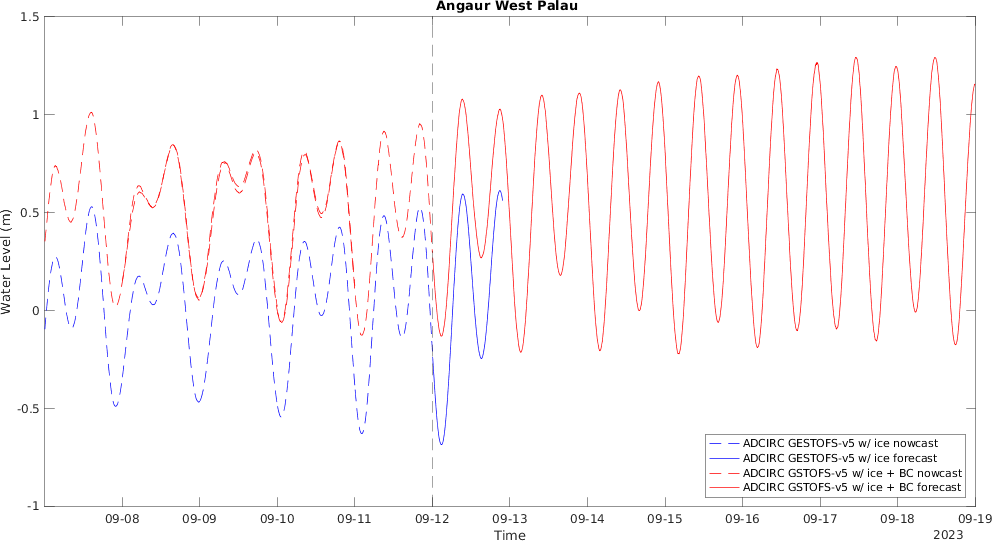 Angaur West Palau
1.5
1
0.5
0
-0.5
-1
Water Level (m)
09-08
09-09
09-10
09-11
09-12
09-13
09-14
09-15
09-16
09-17
09-18
09-19
Time
2023
ADCIRC GESTOFS-v5 w/ ice nowcast
ADCIRC GESTOFS-v5 w/ ice forecast
ADCIRC GSTOFS-v5 w/ ice + BC nowcast
ADCIRC GSTOFS-v5 w/ ice + BC forecast